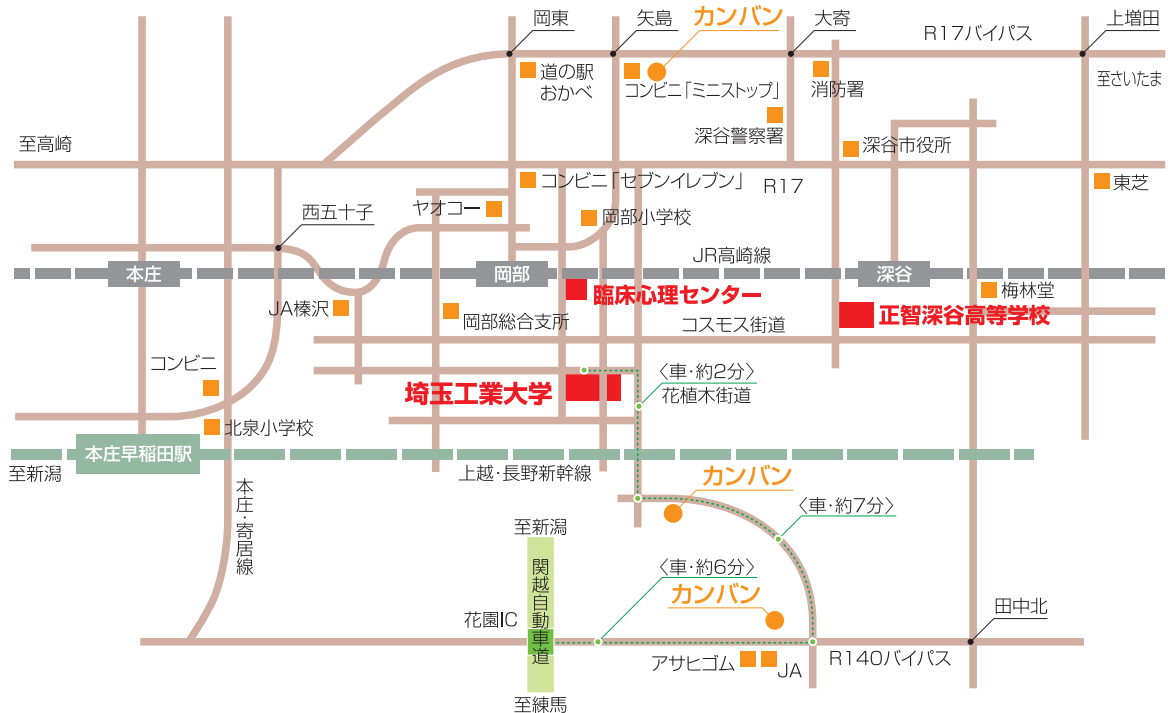 岡東
矢島
カンバン
大寄
R17バイパス
上増田
道の駅
おかべ
コンビニ「ミニストップ」
消防署
至さいたま
深谷警察署
至高崎
深谷市役所
コンビニ「セブンイレブン」
R17
東芝
ヤオコー
西五十子
岡部小学校
JR高崎線
本庄
岡部
深谷
臨床心理センター
梅林堂
JA榛沢
岡部総合支所
コスモス街道
正智深谷高等学校
コンビニ
埼玉工業大学
〈車・約2分〉
花植木街道
北泉小学校
本庄早稲田駅
至新潟
上越・長野新幹線
カンバン
本庄・寄居線
〈車・約7分〉
至新潟
関越自動車道
〈車・約6分〉
カンバン
花園IC
田中北
アサヒゴム
JA
R140バイパス
至練馬